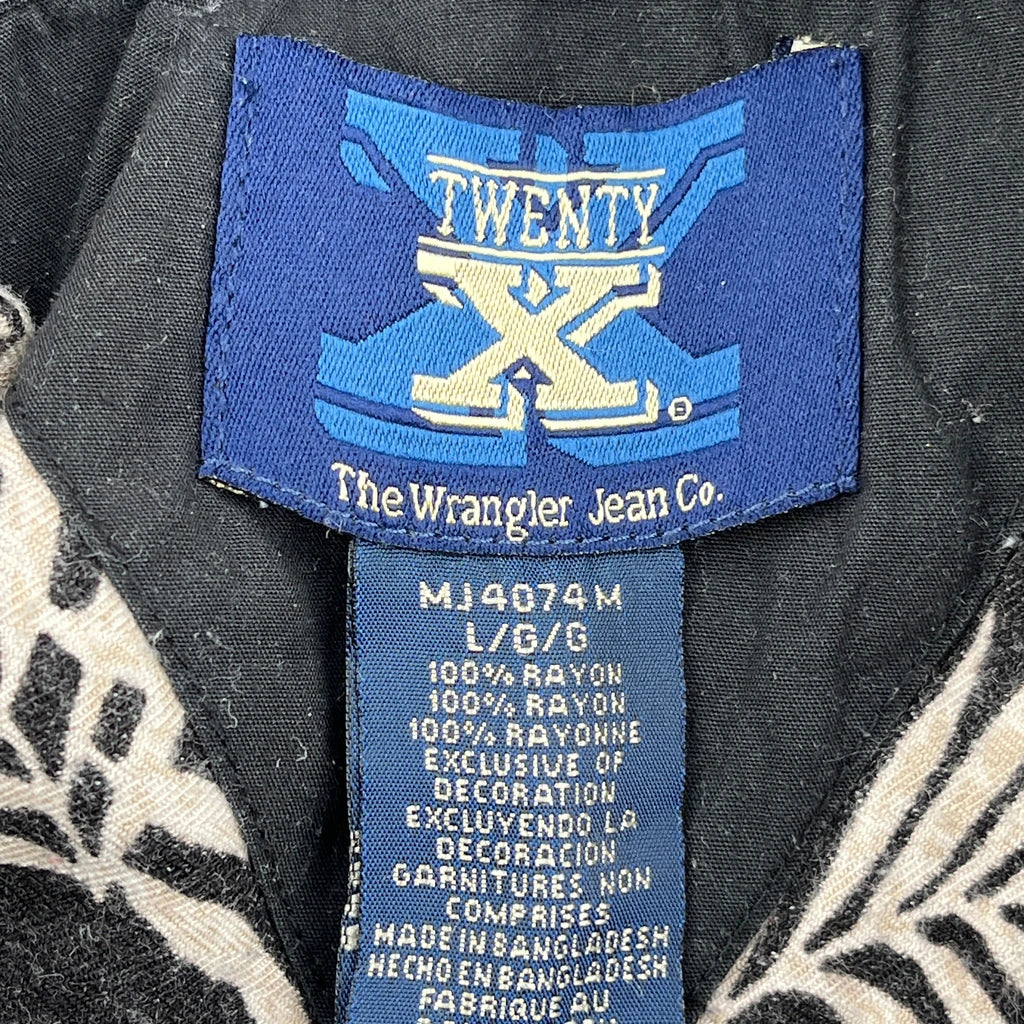 TWENTY
X
®
The Wrangler Jean Co.
MJ4074M
L/G/G
100% RAYON
100% RAYON
100% RAYONNE
EXCLUSIVE OF
DECORATION
EXCLUYENDO LA
DECORACION
GARNITURES NON
COMPRISES
MADE IN BANGLADESH
HECHO EN BANGLADESH
FABRIQUE AU